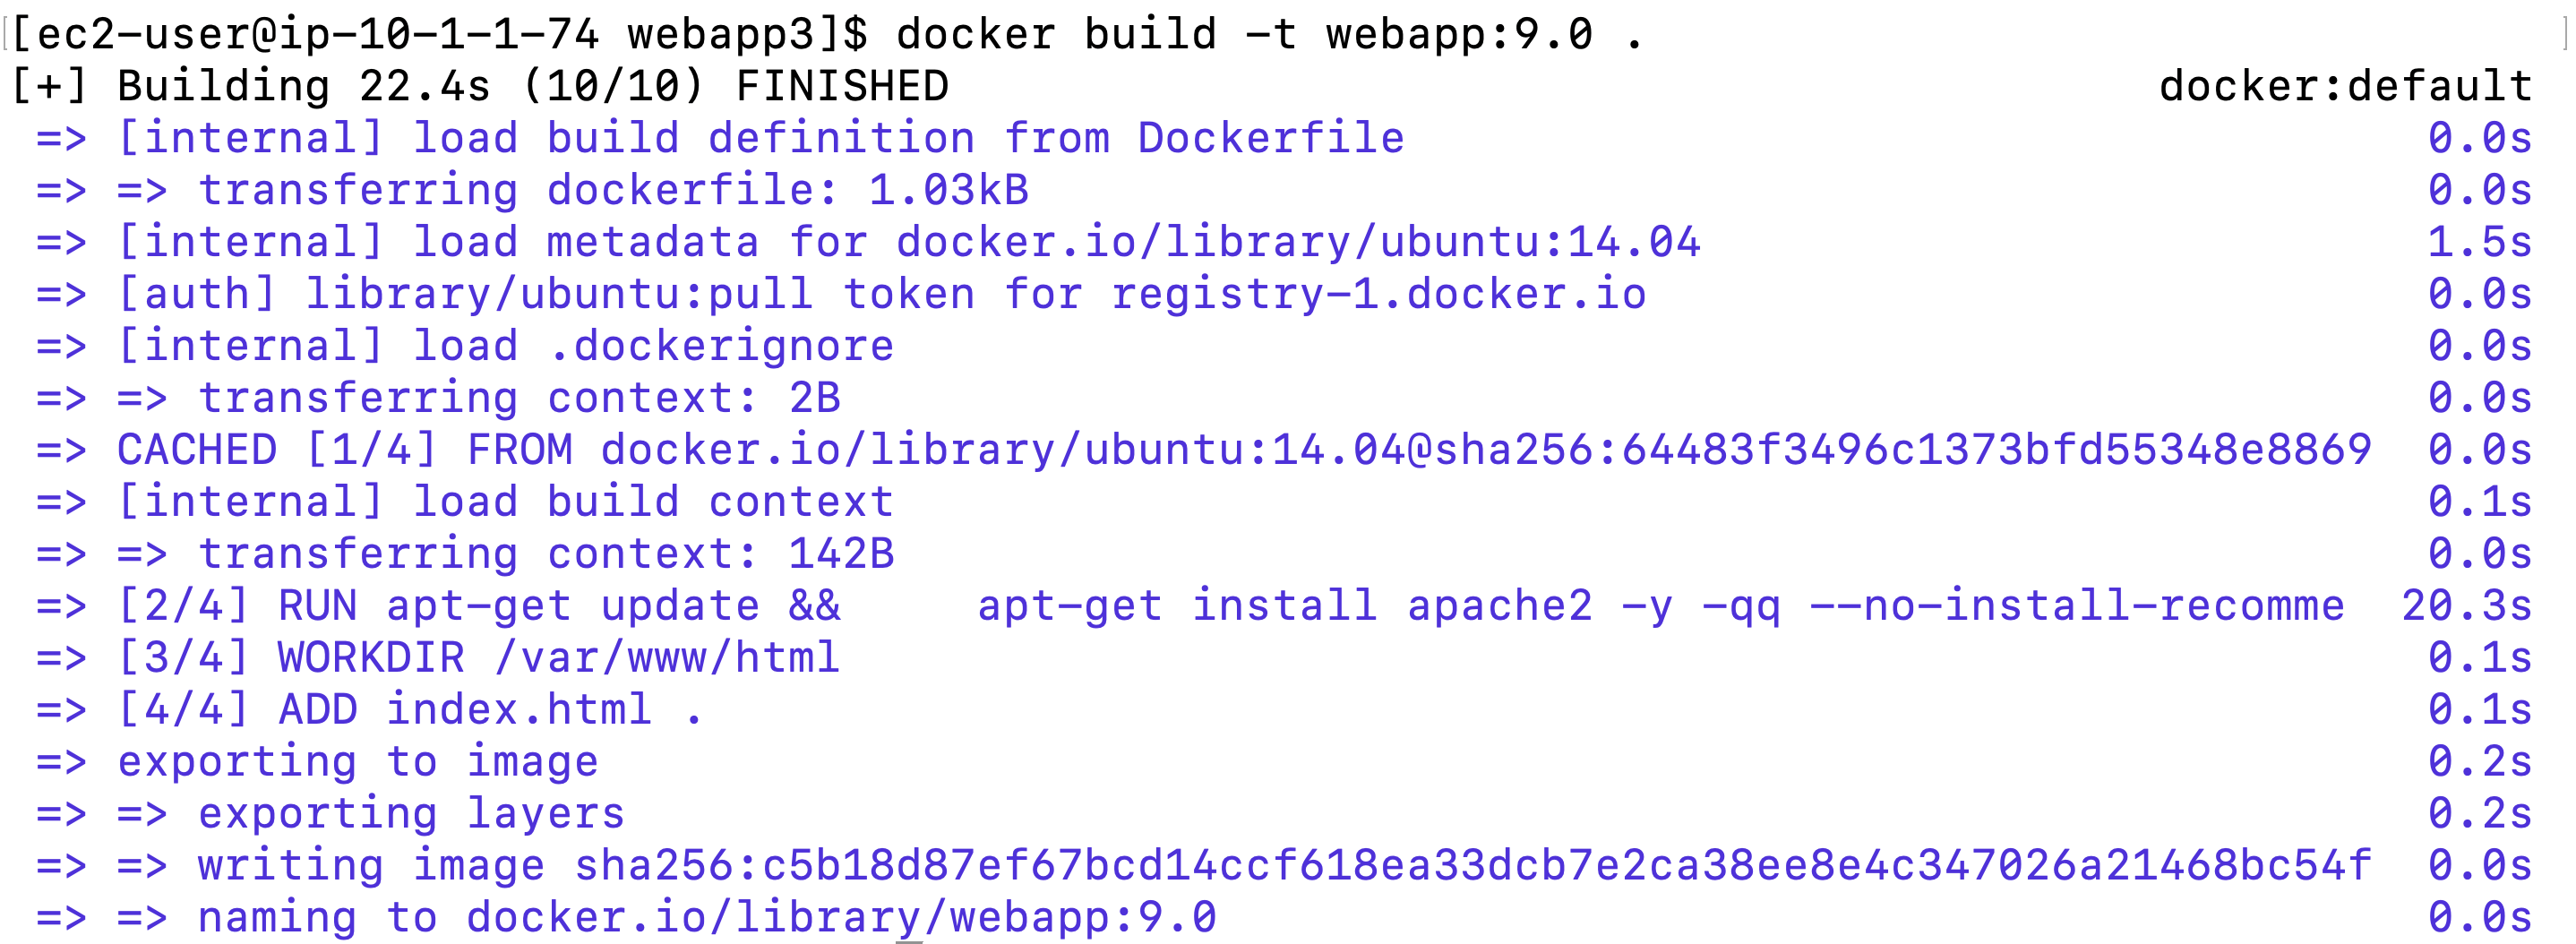 [ec2-user@ip-10-1-1-74 webapp3]$ docker build -t webapp:9.0 .
[+] Building 22.4s (10/10) FINISHED docker:default
=> [internal] load build definition from Dockerfile 0.0s
=> => transferring dockerfile: 1.03kB 0.0s
=> [internal] load metadata for docker.io/library/ubuntu:14.04 1.5s
=> [auth] library/ubuntu:pull token for registry-1.docker.io 0.0s
=> [internal] load .dockerignore 0.0s
=> => transferring context: 2B 0.0s
=> CACHED [1/4] FROM docker.io/library/ubuntu:14.04@sha256:64483f3496c1373bfd55348e8869 0.0s
=> [internal] load build context 0.1s
=> => transferring context: 142B 0.0s
=> [2/4] RUN apt-get update &&     apt-get install apache2 -y -qq --no-install-recomme 20.3s
=> [3/4] WORKDIR /var/www/html 0.1s
=> [4/4] ADD index.html . 0.1s
=> exporting to image 0.2s
=> => exporting layers 0.2s
=> => writing image sha256:c5b18d87ef67bcd14ccf618ea33dcb7e2ca38ee8e4c347026a21468bc54f 0.0s
=> => naming to docker.io/library/webapp:9.0 0.0s